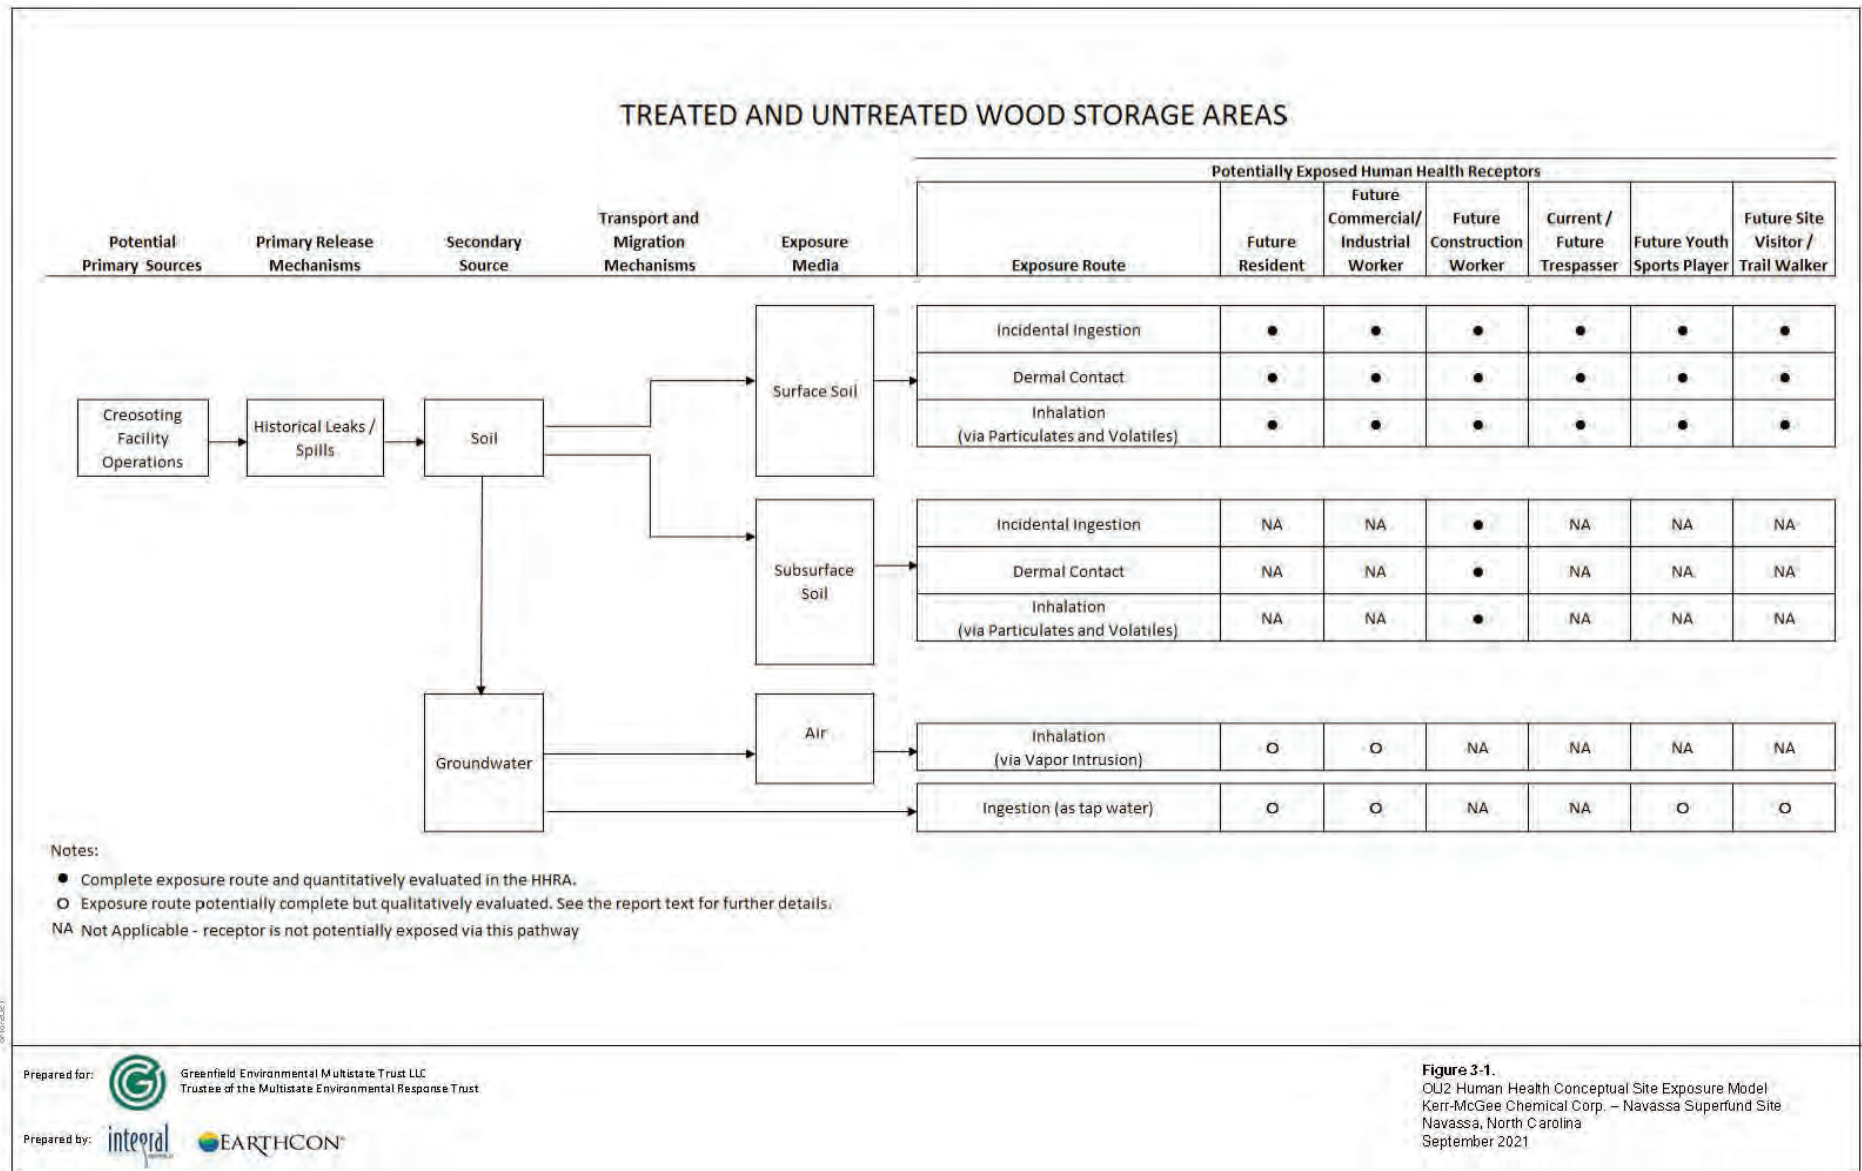 TREATED AND UNTREATED WOOD STORAGE AREAS
Potentially Exposed Human Health Receptors
Potential
Primary Sources
Primary Release
Mechanisms
Secondary
Source
Transport and
Migration
Mechanisms
Exposure
Media
Exposure Route
Future
Resident
Future
Commercial/
Industrial
Worker
Future
Construction
Worker
Current /
Future
Trespasser
Future Youth
Sports Player
Future Site
Visitor /
Trail Walker
Creosoting
Facility
Operations
Historical Leaks /
Spills
Soil
Surface Soil
Incidental Ingestion ● ● ● ● ● ●
Dermal Contact ● ● ● ● ● ●
Inhalation
(via Particulates and Volatiles) ● ● ● ● ● ●
Subsurface
Soil
Incidental Ingestion NA NA ● NA NA NA
Dermal Contact NA NA ● NA NA NA
Inhalation
(via Particulates and Volatiles) NA NA ● NA NA NA
Groundwater
Air
Inhalation
(via Vapor Intrusion) O O NA NA NA NA
Ingestion (as tap water) O O NA NA O O
Notes:
● Complete exposure route and quantitatively evaluated in the HHRA.
O Exposure route potentially complete but qualitatively evaluated. See the report text for further details.
NA Not Applicable - receptor is not potentially exposed via this pathway
Prepared for:
Greenfield Environmental Multistate Trust LLC
Trustee of the Multistate Environmental Response Trust
Prepared by:
integral
EARTHCON
Figure 3-1.
OU2 Human Health Conceptual Site Exposure Model
Kerr-McGee Chemical Corp. – Navassa Superfund Site
Navassa, North Carolina
September 2021